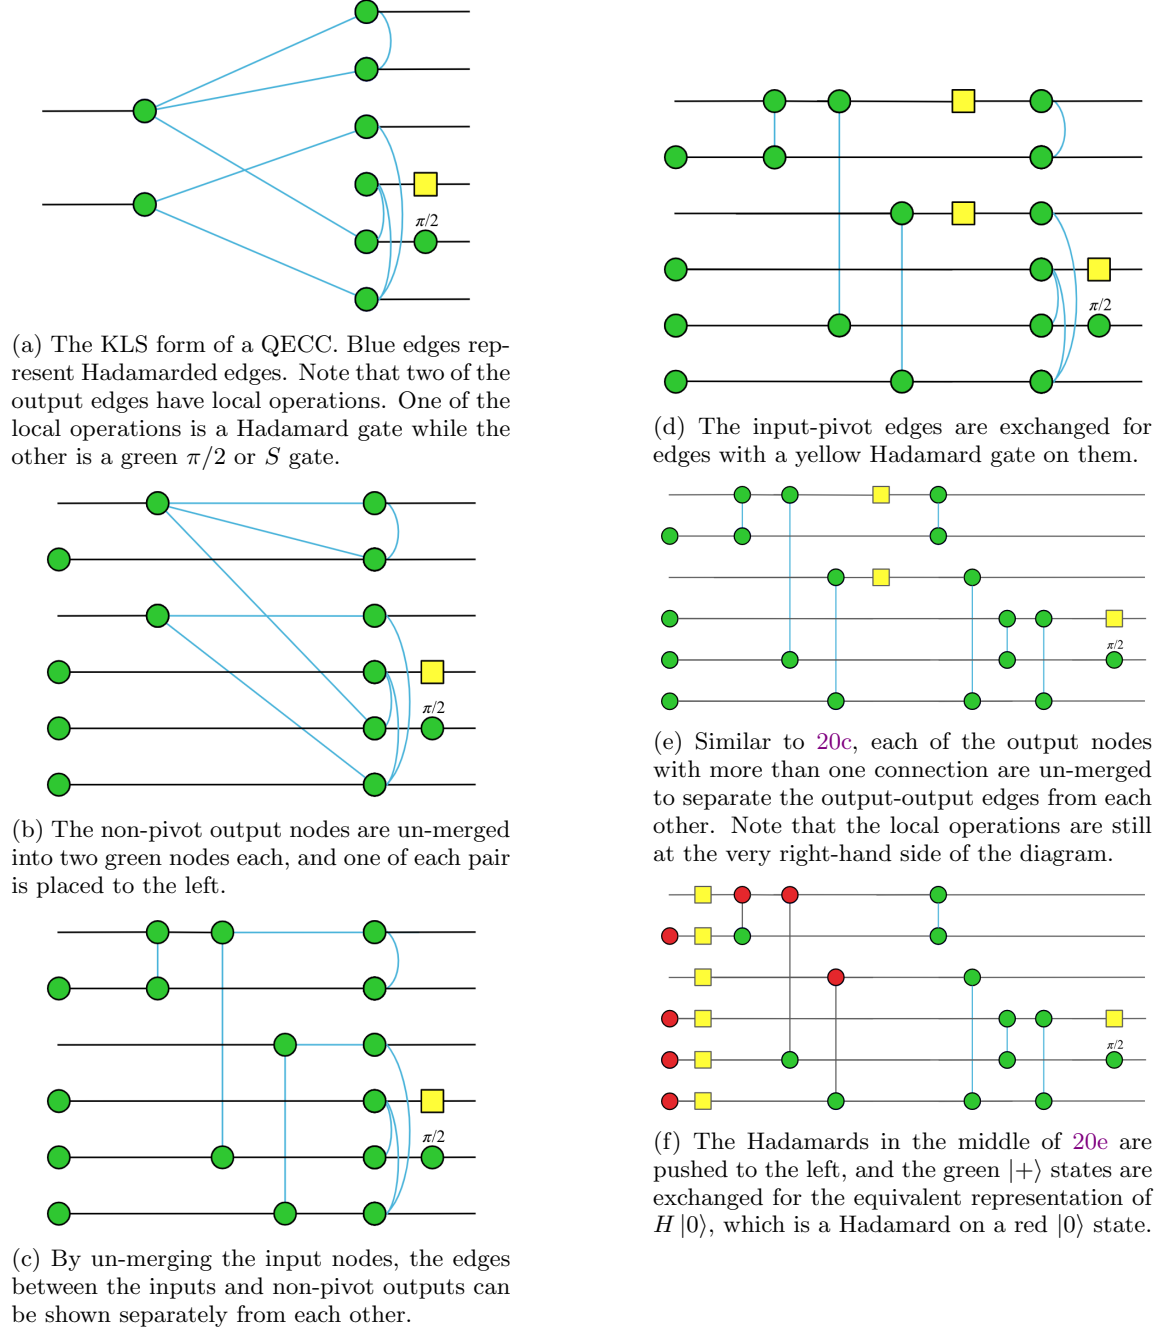 π/2
(a) The KLS form of a QECC. Blue edges rep-
resent Hadamarded edges. Note that two of the
output edges have local operations. One of the
local operations is a Hadamard gate while the
other is a green π/2 or S gate.
π/2
(b) The non-pivot output nodes are un-merged
into two green nodes each, and one of each pair
is placed to the left.
π/2
(c) By un-merging the input nodes, the edges
between the inputs and non-pivot outputs can
be shown separately from each other.
π/2
(d) The input-pivot edges are exchanged for
edges with a yellow Hadamard gate on them.
π/2
(e) Similar to 20c, each of the output nodes
with more than one connection are un-merged
to separate the output-output edges from each
other. Note that the local operations are still
at the very right-hand side of the diagram.
π/2
(f) The Hadamards in the middle of 20e are
pushed to the left, and the green |+⟩ states are
exchanged for the equivalent representation of
H |0⟩, which is a Hadamard on a red |0⟩ state.